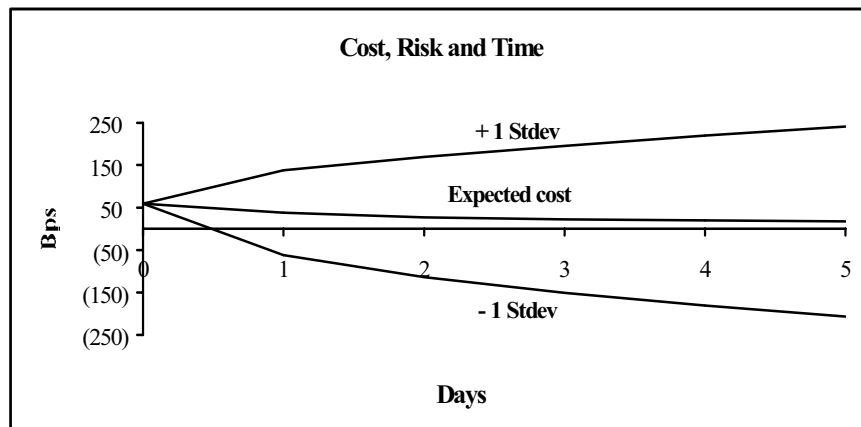 Cost, Risk and Time
250
+ 1 Stdev
150
Expected cost
50
Bps
(50)
0 1 2 3 4 5
(150)
- 1 Stdev
(250)
Days